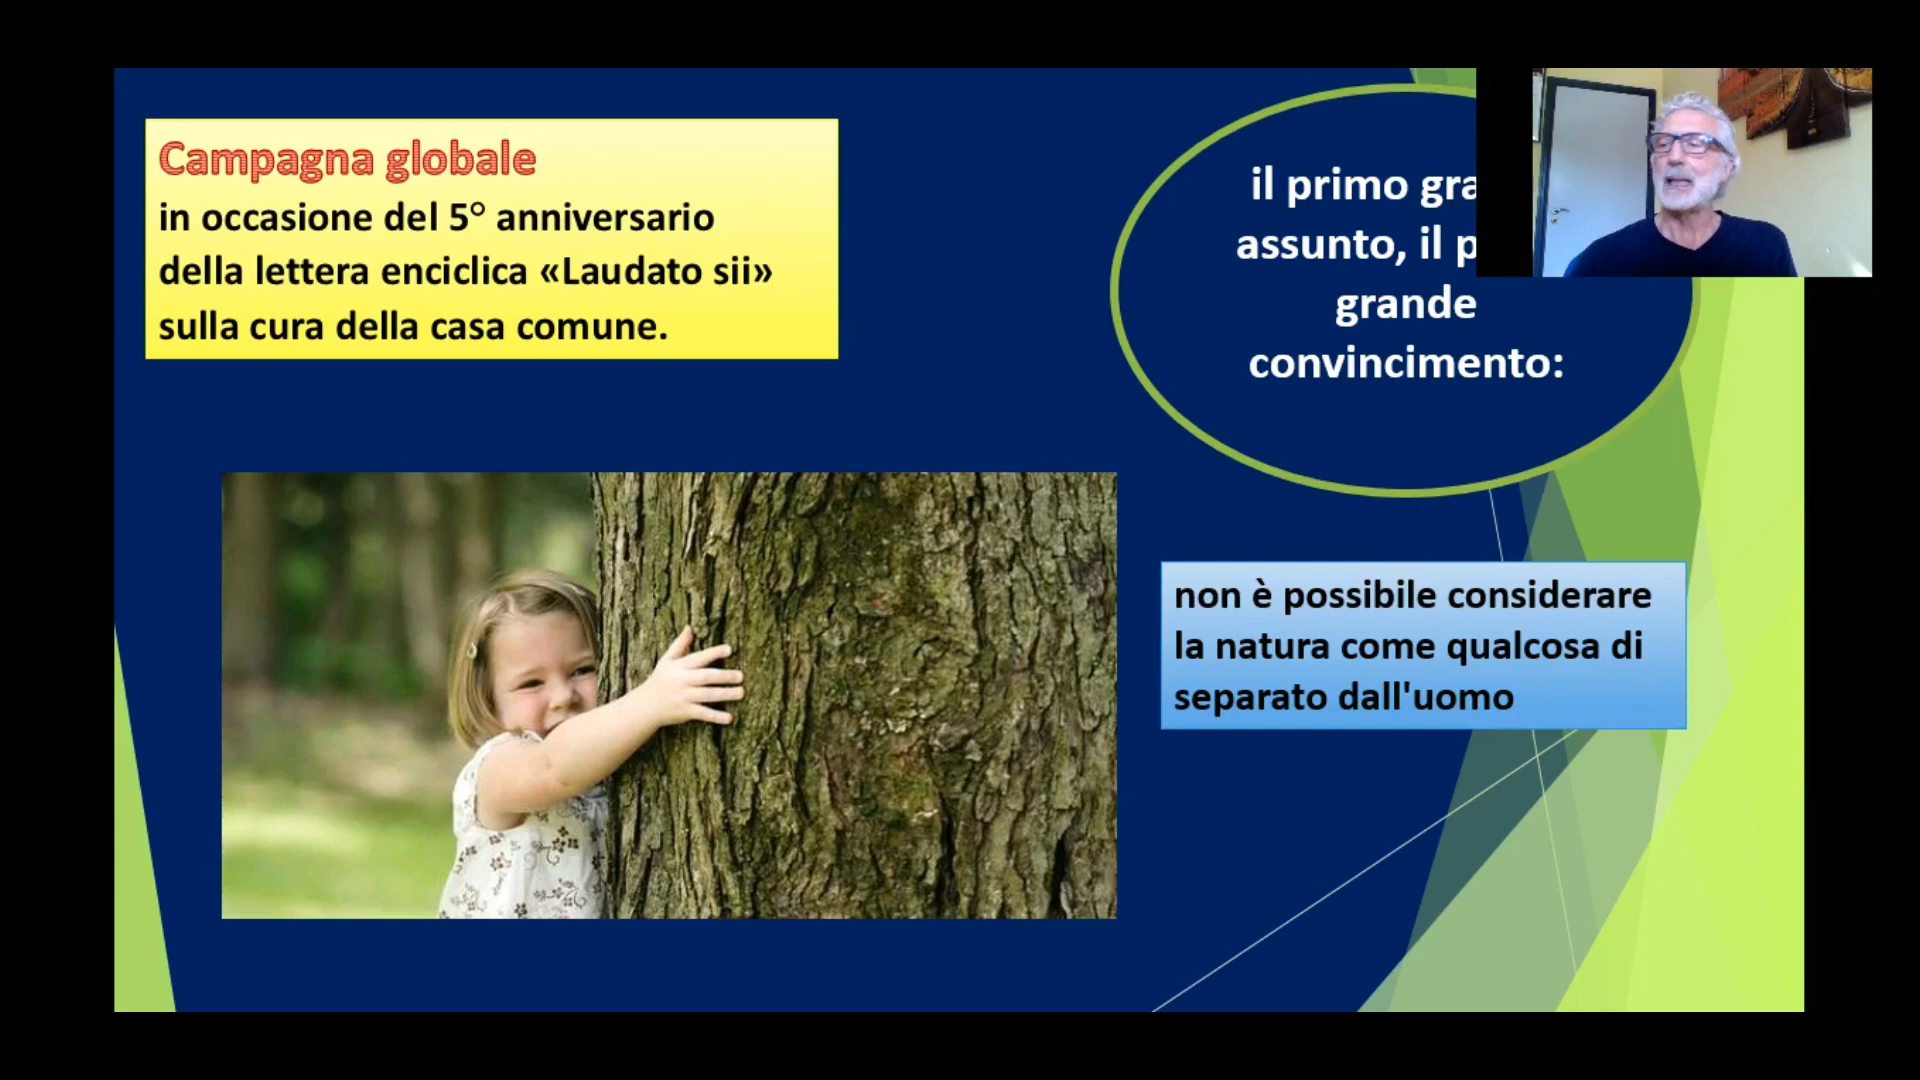 Campagna globale
in occasione del 5° anniversario
della lettera enciclica «Laudato sii»
sulla cura della casa comune.
il primo
assunto, il
grande
convincimento:
non è possibile considerare
la natura come qualcosa di
separato dall'uomo